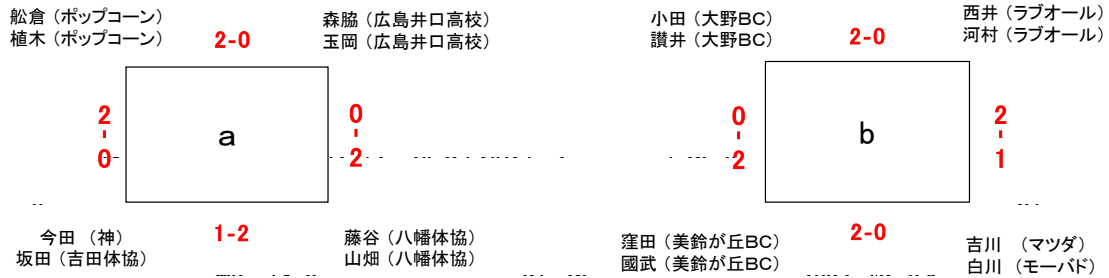 舩倉（ポップコーン）
植木（ポップコーン）
2-0
森脇（広島井口高校）
玉岡（広島井口高校）
2
-
0
a
0
-
2
今田　（神）
坂田（吉田体協）
1-2
藤谷（八幡体協）
山畑（八幡体協）
小田（大野BC）
讃井（大野BC）
2-0
西井（ラブオール）
河村（ラブオール）
0
-
2
b
2
-
1
窪田（美鈴が丘BC）
國武（美鈴が丘BC）
2-0
吉川　（マツダ）
白川（モーバド）